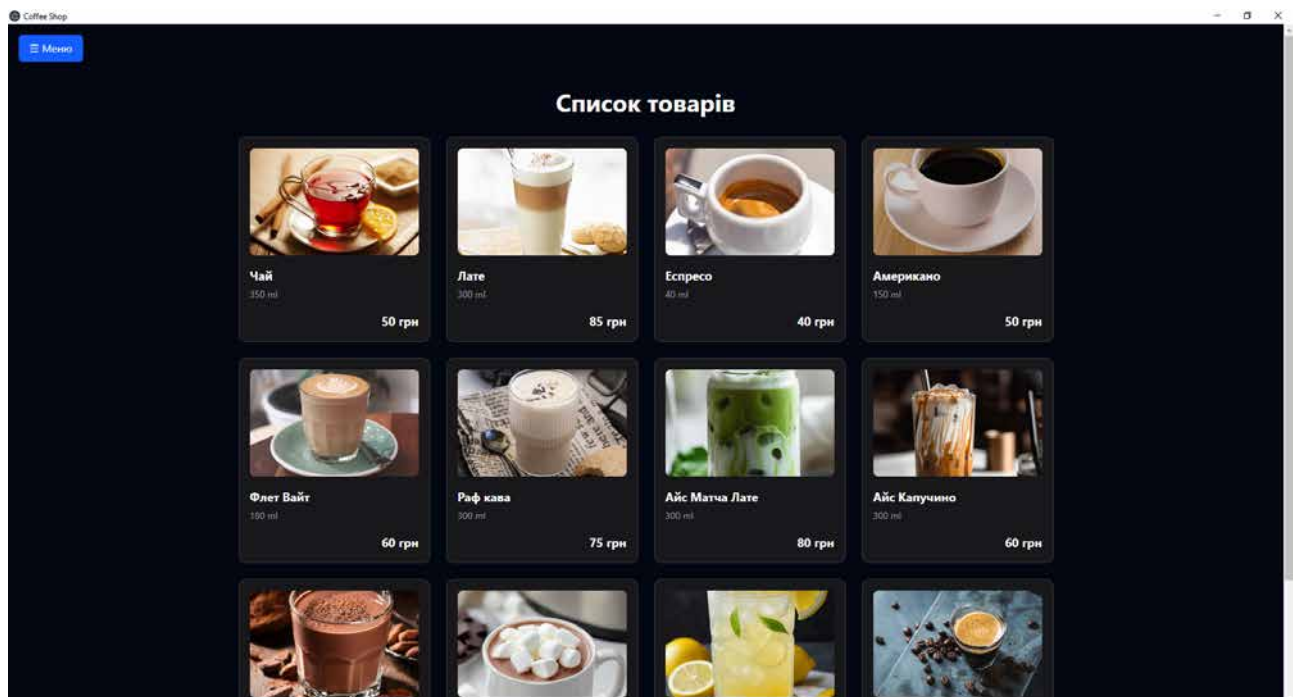 Coffee Shop
☰ Меню
Список товарів
Чай
350 ml
50 грн
Лате
300 ml
85 грн
Еспресо
40 ml
40 грн
Американо
150 ml
50 грн
Флет Вайт
180 ml
60 грн
Раф кава
300 ml
75 грн
Айс Матча Лате
300 ml
80 грн
Айс Капучино
300 ml
60 грн